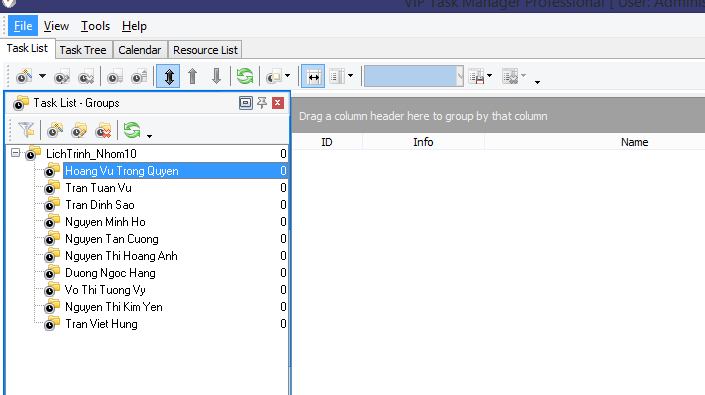 VIP Task Manager Professional [ User: Adminis
File View Tools Help
Task List Task Tree Calendar Resource List
Task List - Groups
Drag a column header here to group by that column
ID Info Name
LichTrinh_Nhom10 0
Hoang Vu Trong Quyen 0
Tran Tuan Vu 0
Tran Dinh Sao 0
Nguyen Minh Ho 0
Nguyen Tan Cuong 0
Nguyen Thi Hoang Anh 0
Duong Ngoc Hang 0
Vo Thi Tuong Vy 0
Nguyen Thi Kim Yen 0
Tran Viet Hung 0